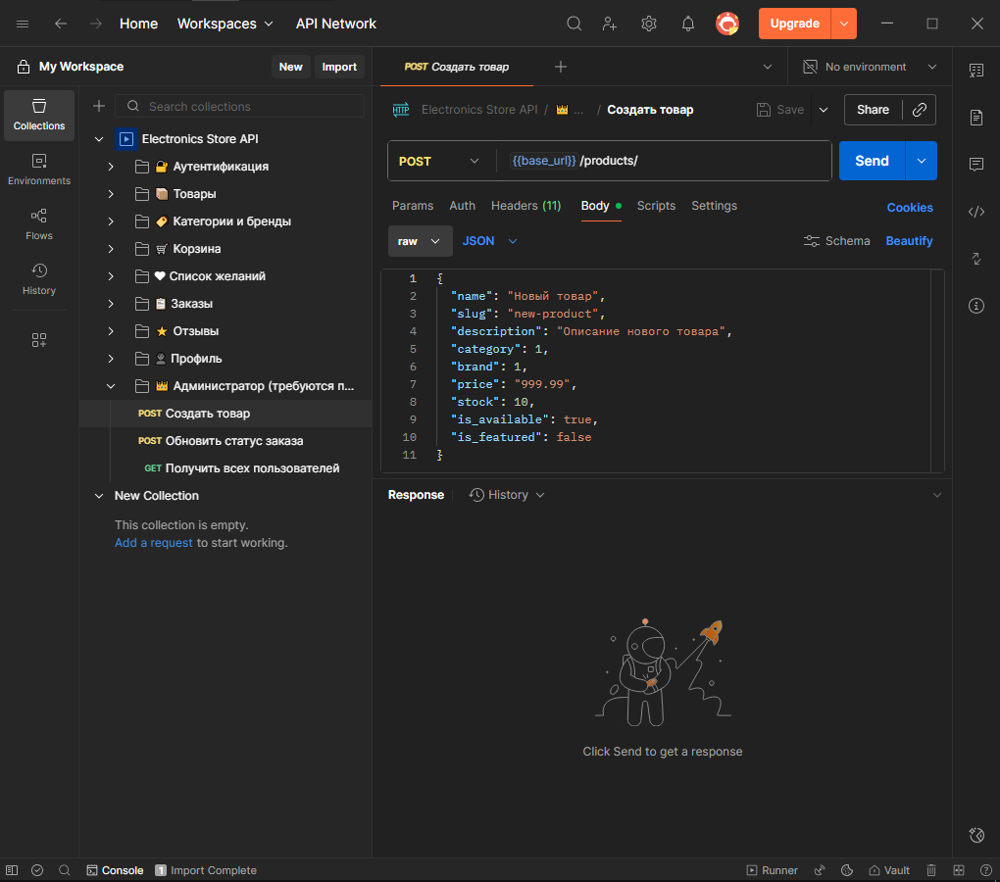 Home Workspaces API Network Upgrade
My Workspace New Import
POST Создать товар No environment
Collections
Environments
Flows
History
Search collections
Electronics Store API
Аутентификация
Товары
Категории и бренды
Корзина
Список желаний
Заказы
Отзывы
Профиль
Администратор (требуются п...
POST Создать товар
POST Обновить статус заказа
GET Получить всех пользователей
New Collection
This collection is empty.
Add a request to start working.
HTTP Electronics Store API / ... / Создать товар Save Share
POST {{base_url}} /products/ Send
Params Auth Headers (11) Body Scripts Settings Cookies
raw JSON Schema Beautify
1 {
2 "name": "Новый товар",
3 "slug": "new-product",
4 "description": "Описание нового товара",
5 "category": 1,
6 "brand": 1,
7 "price": "999.99",
8 "stock": 10,
9 "is_available": true,
10 "is_featured": false
11 }
Response History
Click Send to get a response
Console 1 Import Complete Runner Vault